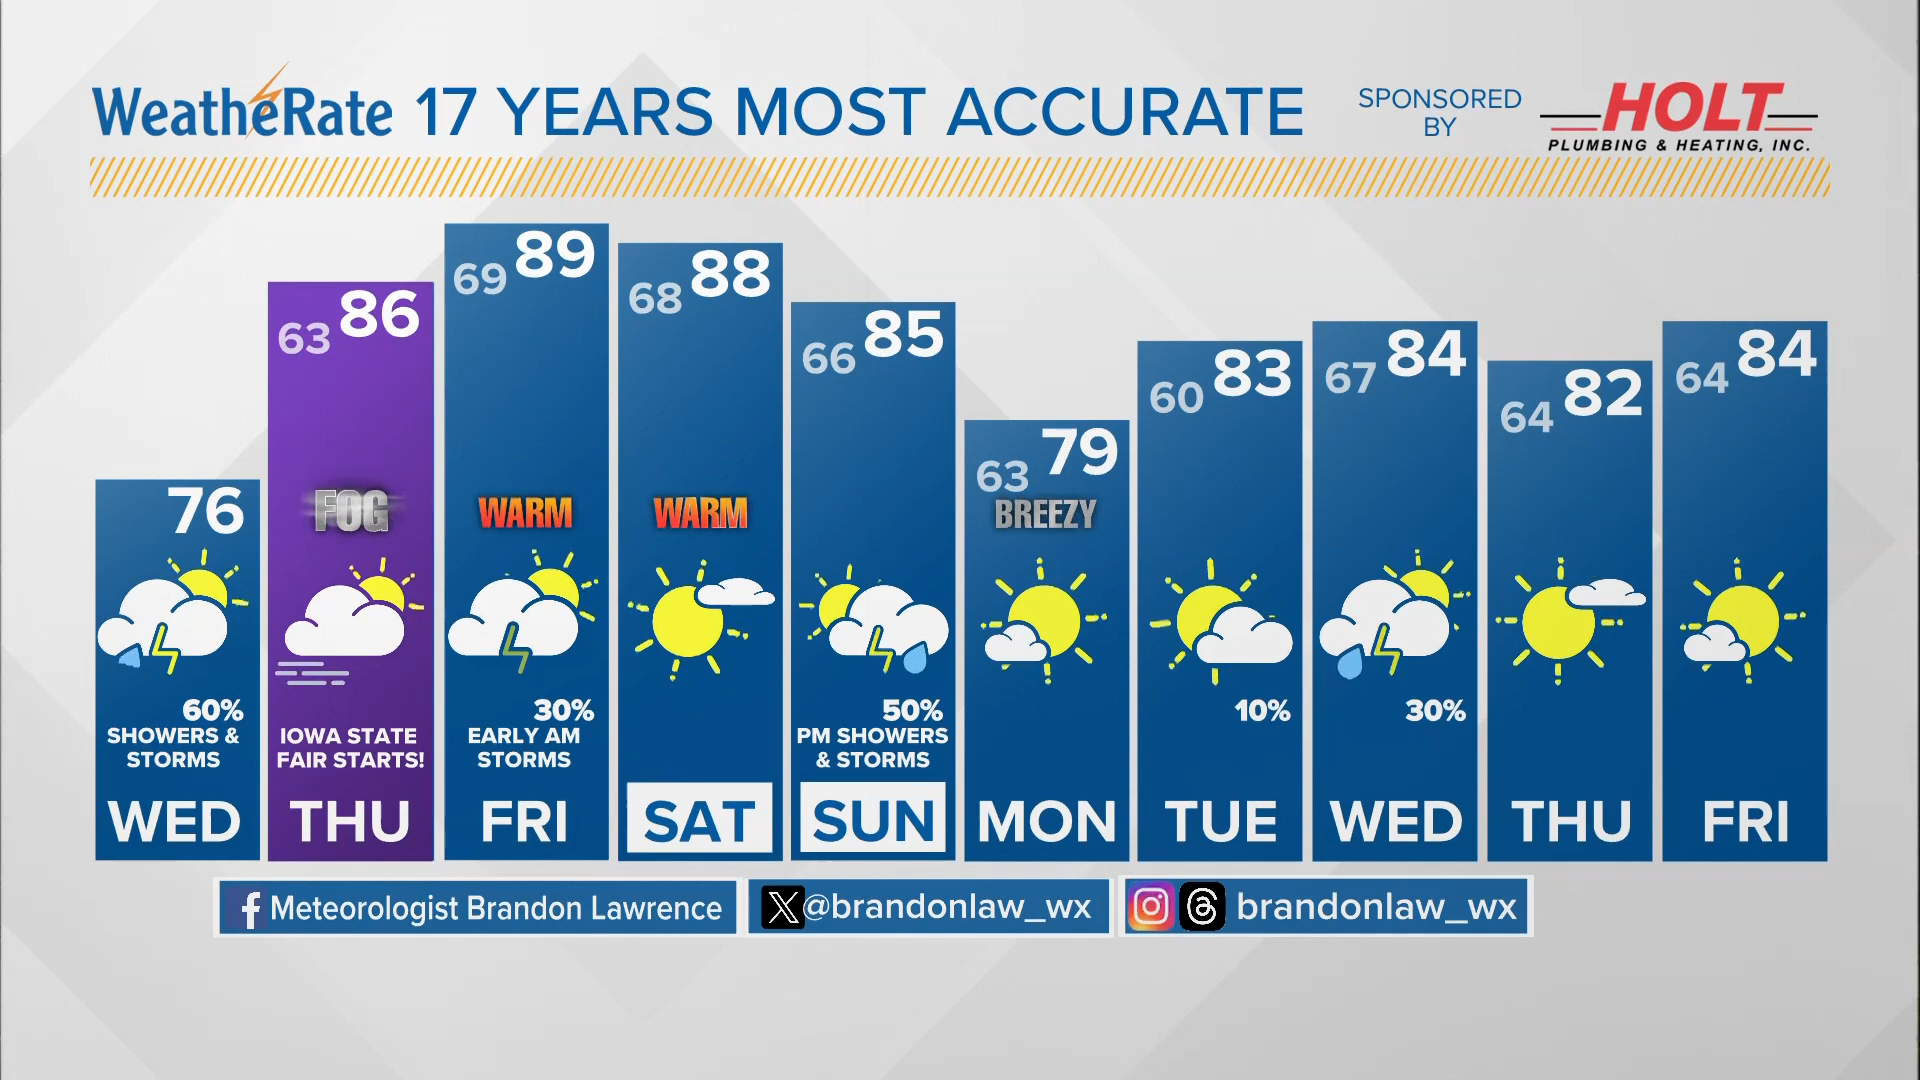 WeatheRate 17 YEARS MOST ACCURATE
SPONSORED
BY
HOLT
PLUMBING & HEATING, INC.
76
60%
SHOWERS &
STORMS
WED
63 86
FOG
IOWA STATE
FAIR STARTS!
THU
69 89
WARM
30%
EARLY AM
STORMS
FRI
68 88
WARM
SAT
66 85
50%
PM SHOWERS
& STORMS
SUN
63 79
BREEZY
MON
60 83
10%
TUE
67 84
30%
WED
64 82
THU
64 84
FRI
f Meteorologist Brandon Lawrence
X @brandonlaw_wx
brandonlaw_wx